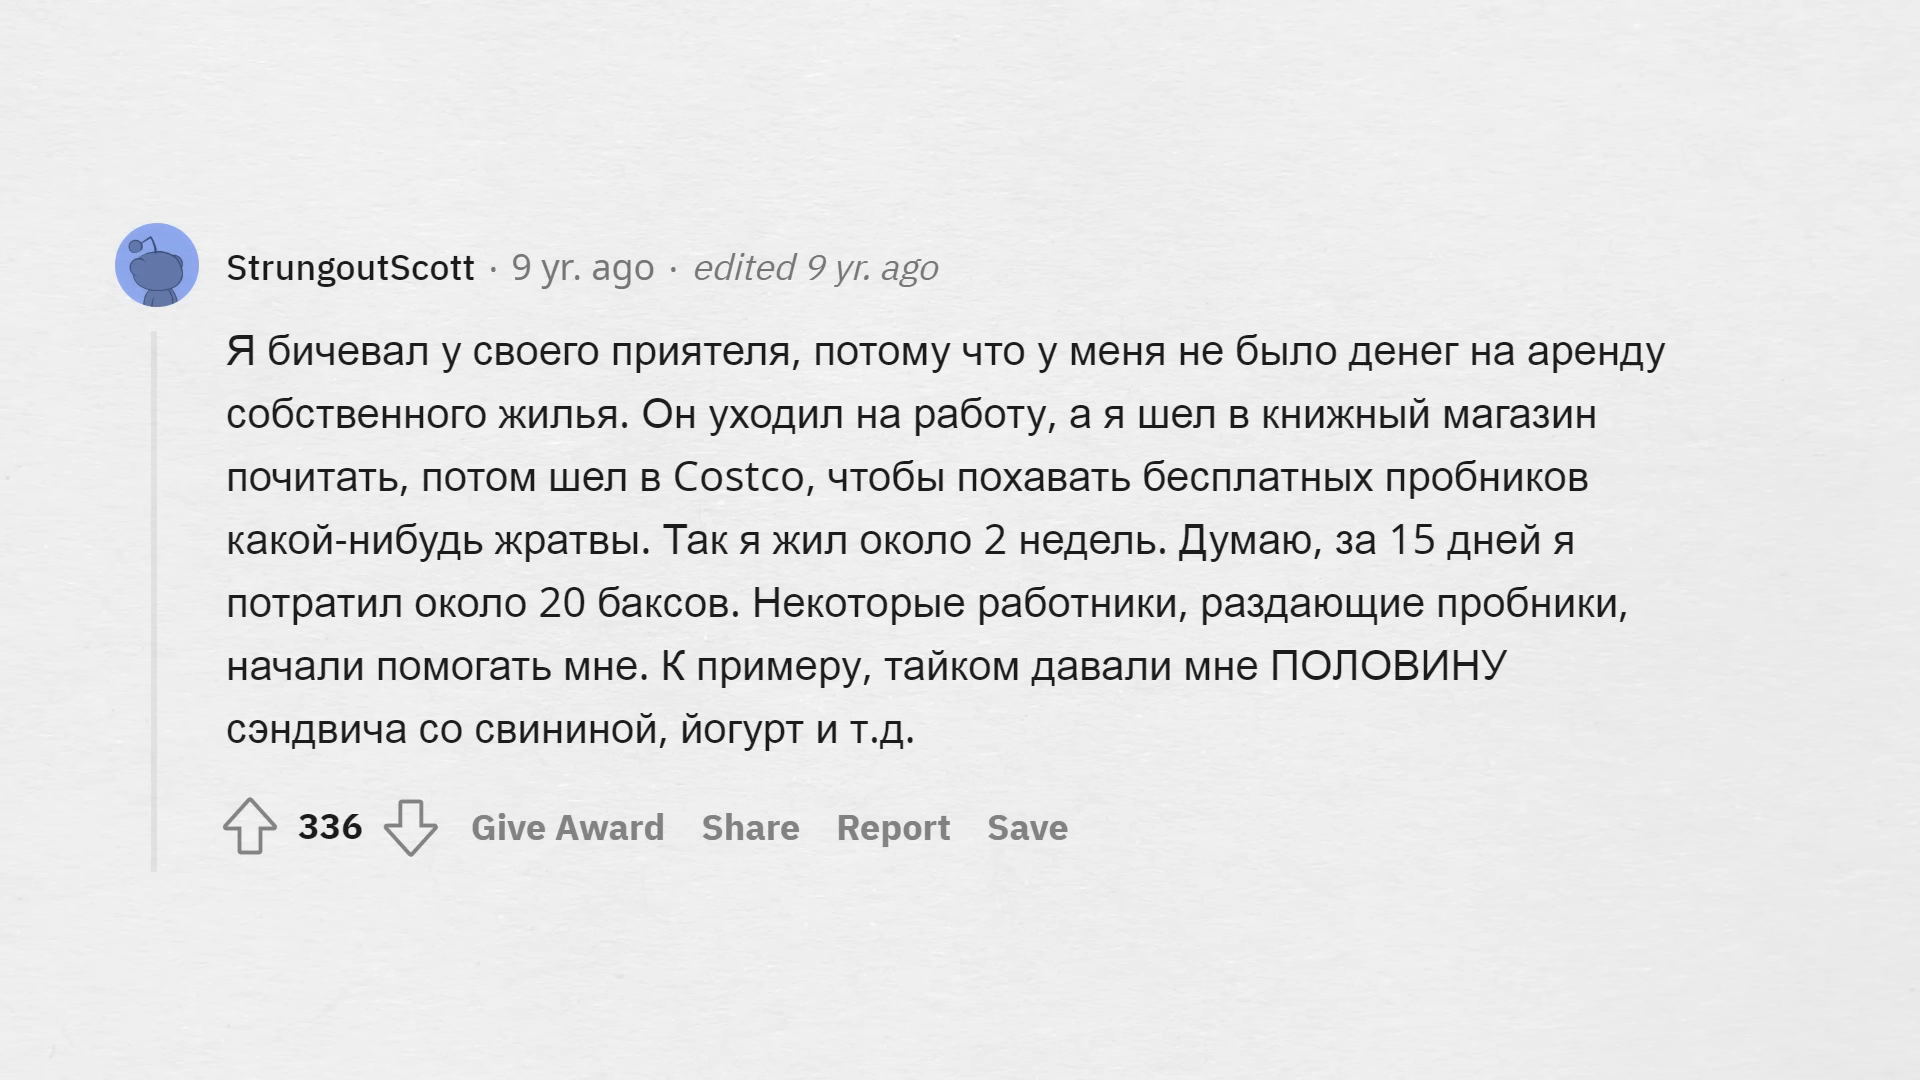 StrungoutScott · 9 yr. ago · edited 9 yr. ago
Я бичевал у своего приятеля, потому что у меня не было денег на аренду
собственного жилья. Он уходил на работу, а я шел в книжный магазин
почитать, потом шел в Costco, чтобы похавать бесплатных пробников
какой-нибудь жратвы. Так я жил около 2 недель. Думаю, за 15 дней я
потратил около 20 баксов. Некоторые работники, раздающие пробники,
начали помогать мне. К примеру, тайком давали мне ПОЛОВИНУ
сэндвича со свининой, йогурт и т.д.
336 Give Award Share Report Save